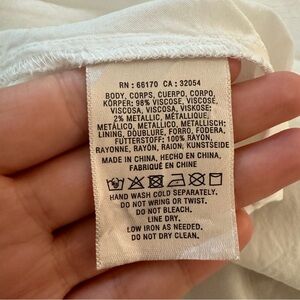 RN : 66170 CA : 32054
BODY, CORPS, CUERPO, CORPO,
KÖRPER: 98% VISCOSE, VISCOSE,
VISCOSA, VISCOSA, VISKOSE;
2% METALLIC, MÉTALLIQUE,
METÁLICO, METALLICO, METALLISCH;
LINING, DOUBLURE, FORRO, FODERA,
FUTTERSTOFF: 100% RAYON,
RAYONNE, RAYON, RAION, KUNSTSEIDE
MADE IN CHINA, HECHO EN CHINA,
FABRIQUÉ EN CHINE
HAND WASH COLD SEPARATELY.
DO NOT WRING OR TWIST.
DO NOT BLEACH.
LINE DRY.
LOW IRON AS NEEDED.
DO NOT DRY CLEAN.